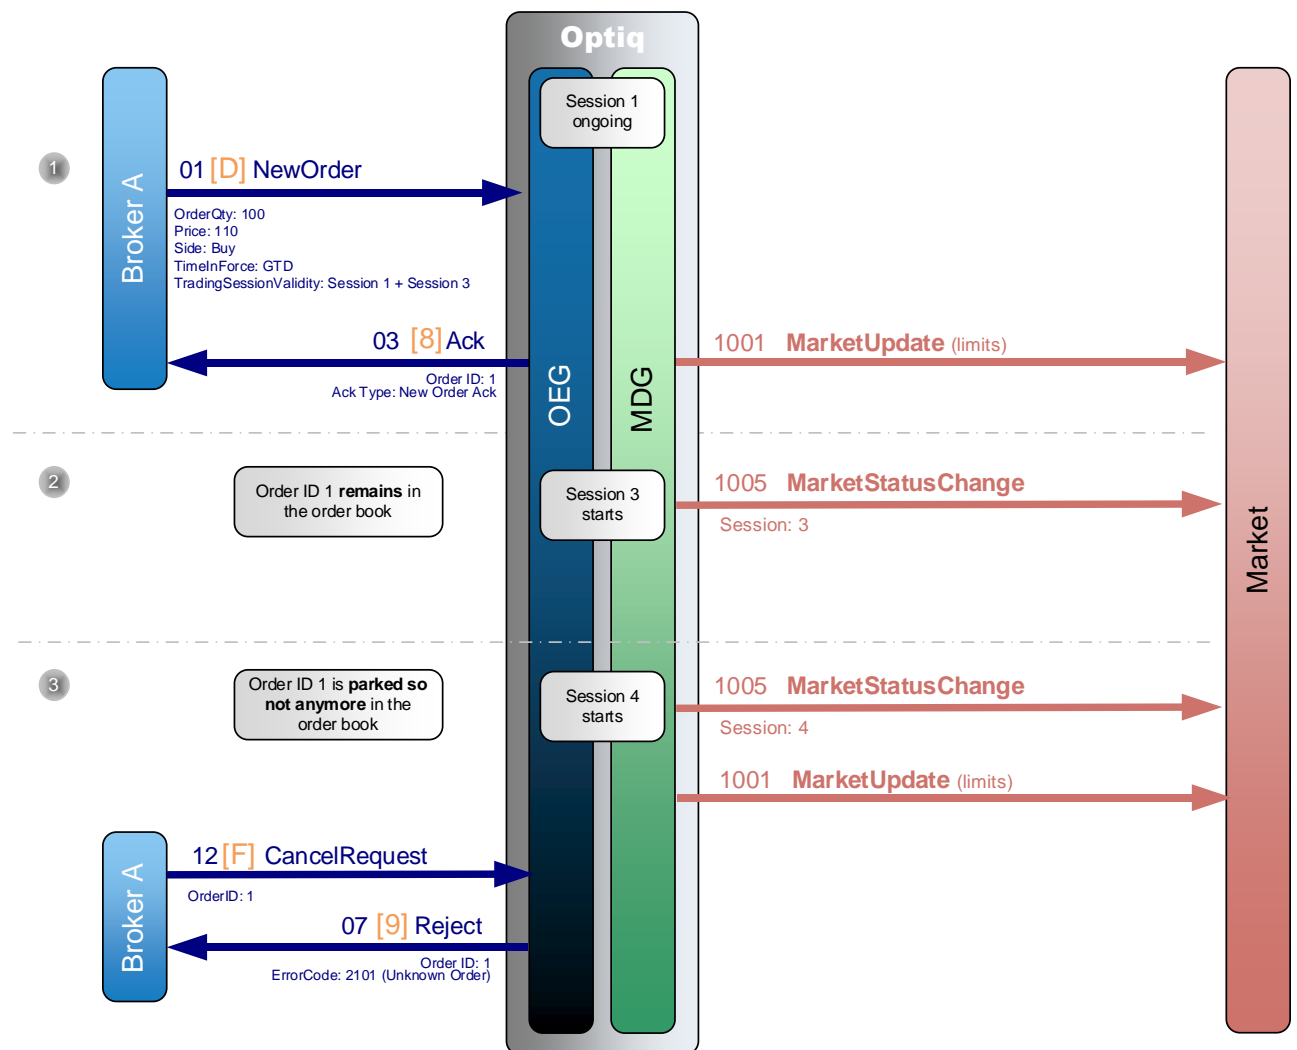 Optiq
Session 1
ongoing
1
Broker A
01 [D] NewOrder
OrderQty: 100
Price: 110
Side: Buy
TimeInForce: GTD
TradingSessionValidity: Session 1 + Session 3
03 [8] Ack
Order ID: 1
Ack Type: New Order Ack
OEG
MDG
1001 MarketUpdate (limits)
Market
2
Order ID 1 remains in
the order book
Session 3
starts
1005 MarketStatusChange
Session: 3
3
Order ID 1 is parked so
not anymore in the
order book
Session 4
starts
1005 MarketStatusChange
Session: 4
1001 MarketUpdate (limits)
Broker A
12 [F] CancelRequest
OrderID: 1
07 [9] Reject
Order ID: 1
ErrorCode: 2101 (Unknown Order)